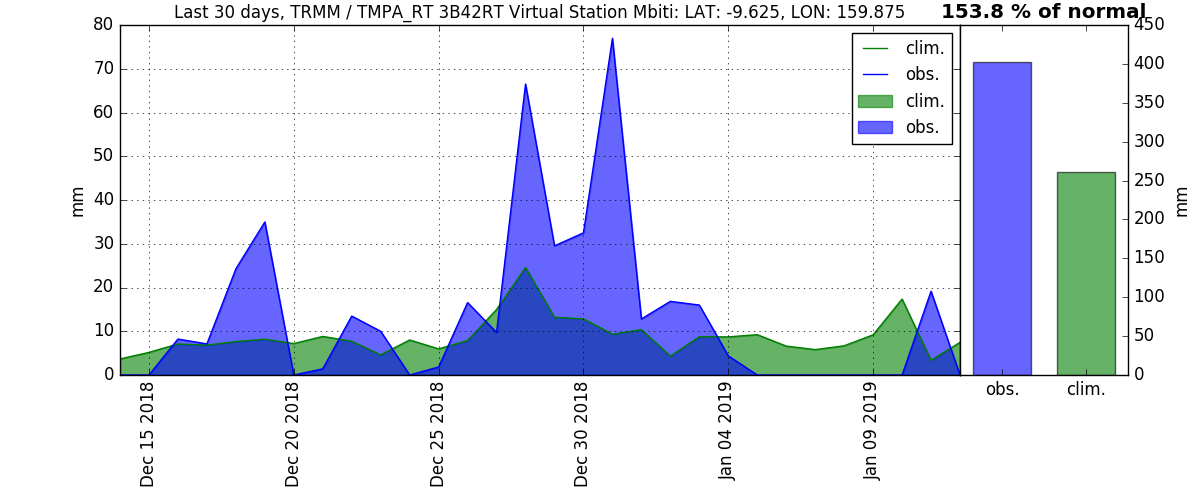 Last 30 days, TRMM / TMPA_RT 3B42RT Virtual Station Mbiti: LAT: -9.625, LON: 159.875
153.8 % of normal
80
70
60
50
40
30
20
10
0
mm
clim.
obs.
clim.
obs.
450
400
350
300
250
200
150
100
50
0
mm
Dec 15 2018
Dec 20 2018
Dec 25 2018
Dec 30 2018
Jan 04 2019
Jan 09 2019
obs.
clim.